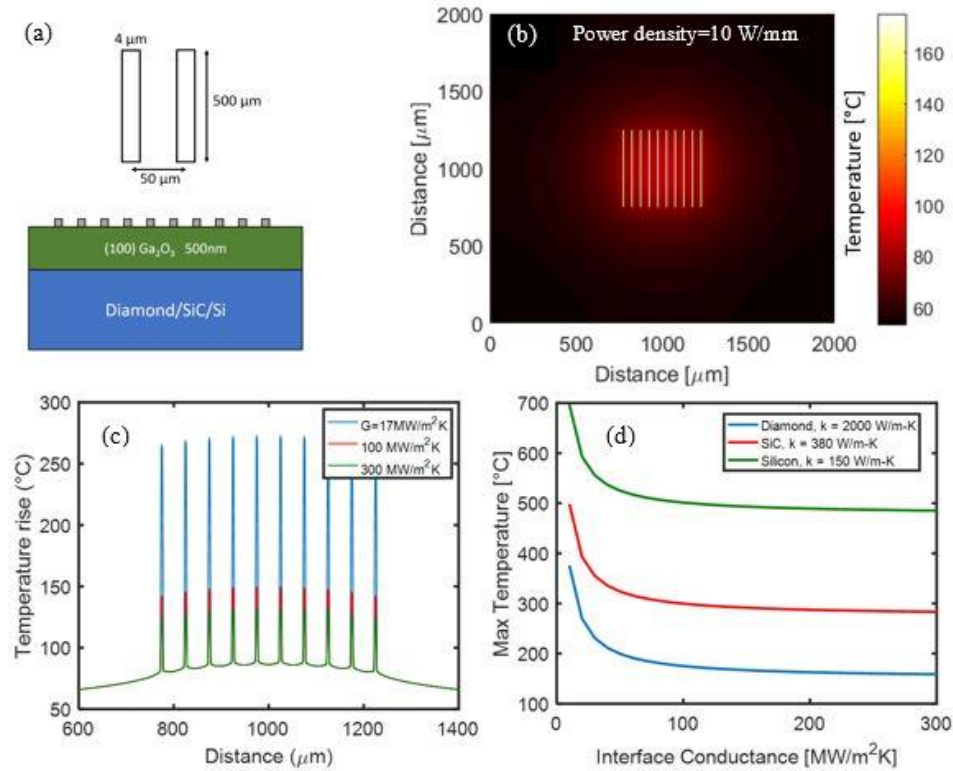 (a)
4 μm
500 μm
50 μm
(100) Ga₂O₃ 500nm
Diamond/SiC/Si
(b)
Power density=10 W/mm
2000
1500
1000
500
0
Distance [μm]
0 500 1000 1500 2000
Distance [μm]
160
140
120
100
80
60
Temperature [°C]
(c)
300
250
200
150
100
50
Temperature rise (°C)
G=17MW/m²K
100 MW/m²K
300 MW/m²K
600 800 1000 1200 1400
Distance (μm)
(d)
700
600
500
400
300
200
100
Max Temperature [°C]
Diamond, k = 2000 W/m-K
SiC, k = 380 W/m-K
Silicon, k = 150 W/m-K
0 100 200 300
Interface Conductance [MW/m²K]